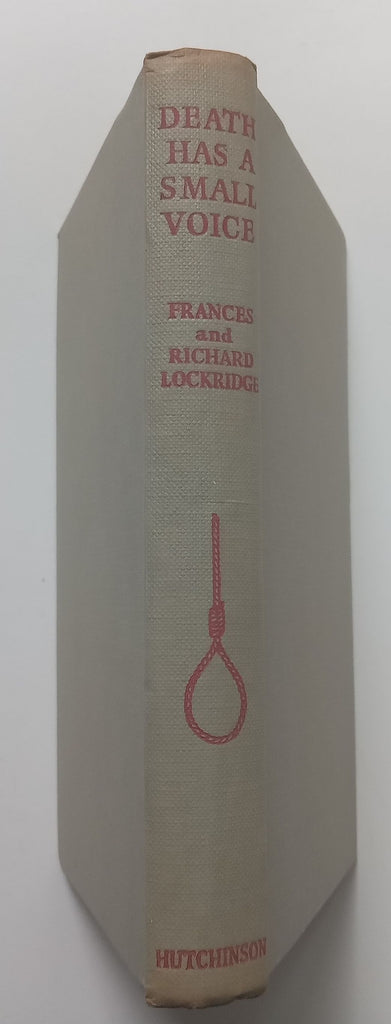 DEATH
HAS A
SMALL
VOICE
FRANCES
and
RICHARD
LOCKRIDGE
HUTCHINSON